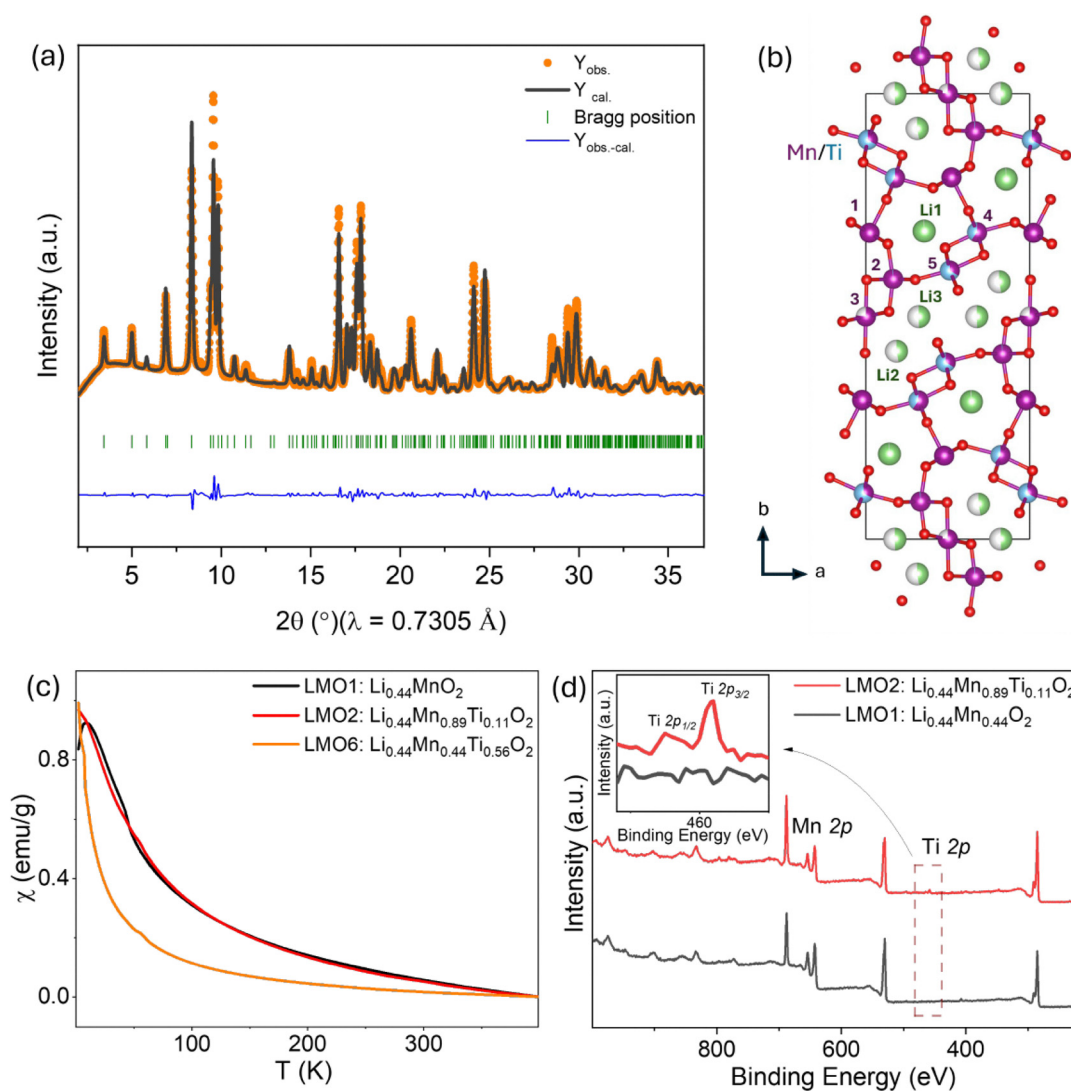 (a)
Y_obs.
Y_cal.
Bragg position
Y_obs.-cal.
Intensity (a.u.)
5 10 15 20 25 30 35
2θ (°)(λ = 0.7305 Å)
(b)
Mn/Ti
1
Li1
4
2
5
3
Li3
Li2
b
a
(c)
LMO1: Li0.44MnO2
LMO2: Li0.44Mn0.89Ti0.11O2
LMO6: Li0.44Mn0.44Ti0.56O2
χ (emu/g)
0.8
0.4
0.0
100 200 300
T (K)
(d)
LMO2: Li0.44Mn0.89Ti0.11O2
LMO1: Li0.44Mn0.44O2
Intensity (a.u.)
Ti 2p3/2
Ti 2p1/2
460
Binding Energy (eV)
Mn 2p
Ti 2p
Intensity (a.u.)
800 600 400
Binding Energy (eV)